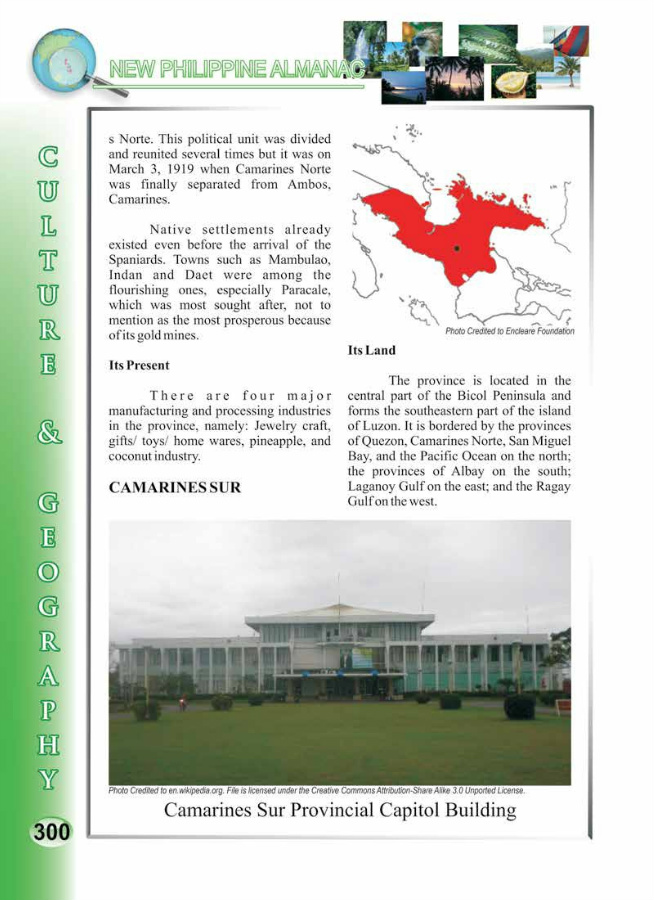 NEW PHILIPPINE ALMANAC
CULTURE & GEOGRAPHY
s Norte. This political unit was divided
and reunited several times but it was on
March 3, 1919 when Camarines Norte
was finally separated from Ambos,
Camarines.
Native settlements already
existed even before the arrival of the
Spaniards. Towns such as Mambulao,
Indan and Daet were among the
flourishing ones, especially Paracale,
which was most sought after, not to
mention as the most prosperous because
of its gold mines.
Its Present
There are four major
manufacturing and processing industries
in the province, namely: Jewelry craft,
gifts/ toys/ home wares, pineapple, and
coconut industry.
CAMARINES SUR
Photo Credited to Encleare Foundation
Its Land
The province is located in the
central part of the Bicol Peninsula and
forms the southeastern part of the island
of Luzon. It is bordered by the provinces
of Quezon, Camarines Norte, San Miguel
Bay, and the Pacific Ocean on the north;
the provinces of Albay on the south;
Laganoy Gulf on the east; and the Ragay
Gulf on the west.
Photo Credited to en.wikipedia.org. File is licensed under the Creative Commons Attribution-Share Alike 3.0 Unported License.
Camarines Sur Provincial Capitol Building
300